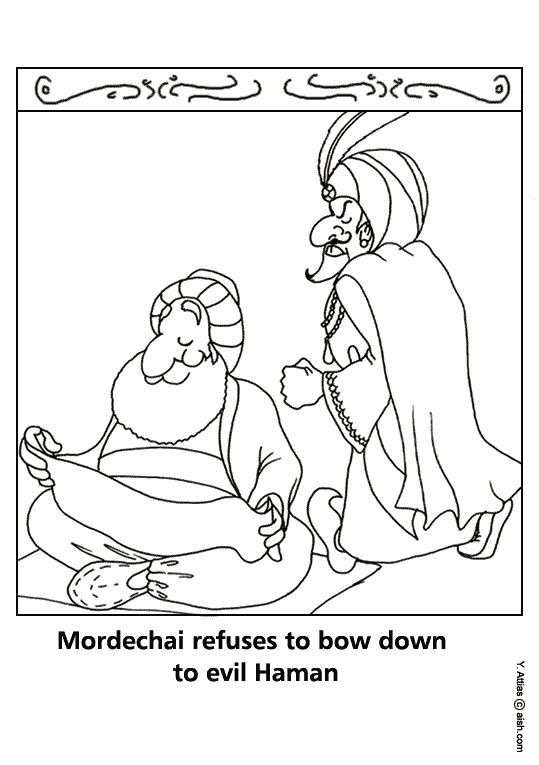 Mordechai refuses to bow down
to evil Haman
Y. Attias © aish.com